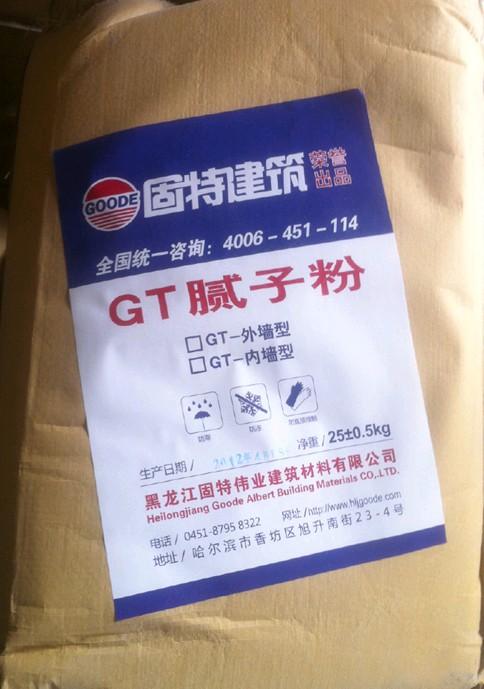 GOODE 固特建筑 荣誉出品
全国统一咨询：4006-451-114
GT腻子粉
GT-外墙型
GT-内墙型
防潮 防冻
生产日期/ 净重/25±0.5kg
黑龙江固特伟业建筑材料有限公司
Heilongjiang Goode Albert Building Materials CO,.LTD.
电话/ 0451-8795 8322 网址/http://www.hljgoode.com
地址/ 哈尔滨市香坊区旭升南街23-4号